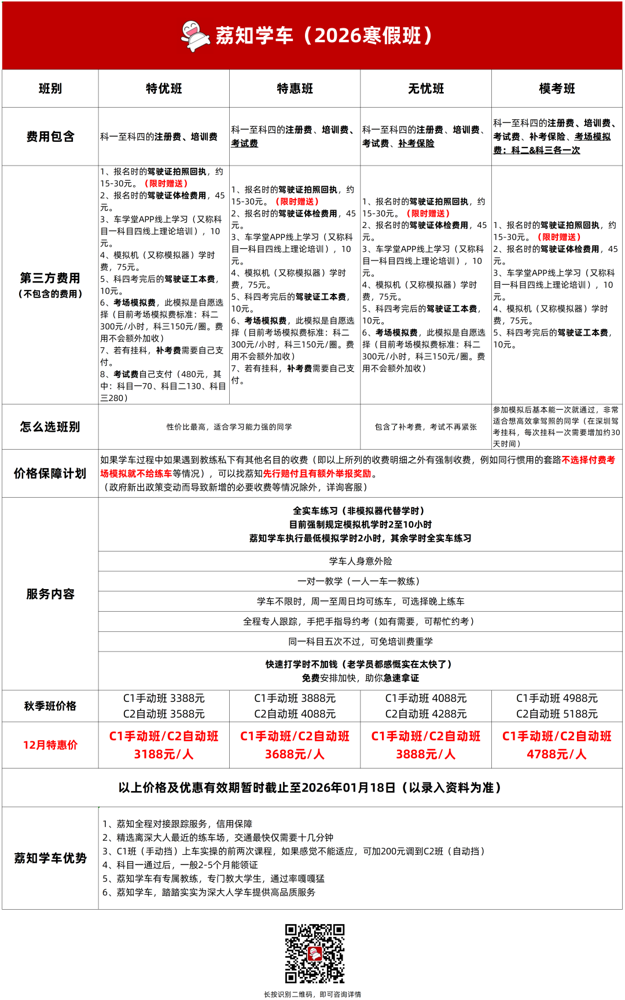 荔知学车（2026寒假班）
班别
特优班
特惠班
无忧班
模考班
费用包含
科一至科四的注册费、培训费
科一至科四的注册费、培训费、
考试费
科一至科四的注册费、培训费、
考试费、补考保险
科一至科四的注册费、培训费、
考试费、补考保险、考场模拟
费：科二&科三各一次
第三方费用
（不包含的费用）
1、报名时的驾驶证拍照回执，约
15-30元。（限时赠送）
2、报名时的驾驶证体检费用，45
元。
3、车学堂APP线上学习（又称科
目一科目四线上理论培训），10
元。
4、模拟机（又称模拟器）学时
费，75元。
5、科四考完后的驾驶证工本费，
10元。
6、考场模拟费，此模拟是自愿选
择（目前考场模拟费标准：科二
300元/小时，科三150元/圈。费
用不会额外加收）
7、若有挂科，补考费需要自己支
付。
8、考试费自己支付（480元，其
中：科目一70、科目二130、科目
三280）
1、报名时的驾驶证拍照回执，约
15-30元。（限时赠送）
2、报名时的驾驶证体检费用，45
元。
3、车学堂APP线上学习（又称科
目一科目四线上理论培训），10
元。
4、模拟机（又称模拟器）学时
费，75元。
5、科四考完后的驾驶证工本费，
10元。
6、考场模拟费，此模拟是自愿选
择（目前考场模拟费标准：科二
300元/小时，科三150元/圈。费
用不会额外加收）
7、若有挂科，补考费需要自己支
付。
1、报名时的驾驶证拍照回执，约
15-30元。（限时赠送）
2、报名时的驾驶证体检费用，45
元。
3、车学堂APP线上学习（又称科
目一科目四线上理论培训），10
元。
4、模拟机（又称模拟器）学时
费，75元。
5、科四考完后的驾驶证工本费，
10元。
6、考场模拟费，此模拟是自愿选
择（目前考场模拟费标准：科二
300元/小时，科三150元/圈。费
用不会额外加收）
1、报名时的驾驶证拍照回执，约
15-30元。（限时赠送）
2、报名时的驾驶证体检费用，45
元。
3、车学堂APP线上学习（又称科
目一科目四线上理论培训），10
元。
4、模拟机（又称模拟器）学时
费，75元。
5、科四考完后的驾驶证工本费，
10元。
怎么选班别
性价比最高，适合学习能力强的同学
包含了补考费，考试不再紧张
参加模拟后基本能一次就通过，非常
适合想高效拿驾照的同学（在深圳驾
考挂科，每次挂科一次需要增加约30
天时间）
价格保障计划
如果学车过程中如果遇到教练私下有其他名目的收费（即以上所列的收费明细之外有强制收费，例如同行惯用的套路不选择付费考
场模拟就不给练车等情况），可以找荔知先行赔付且有额外举报奖励。
（政府新出政策变动而导致新增的必要收费等情况除外，详询客服）
服务内容
全实车练习（非模拟器代替学时）
目前强制规定模拟机学时2至10小时
荔知学车执行最低模拟学时2小时，其余学时全实车练习
学车人身意外险
一对一教学（一人一车一教练）
学车不限时，周一至周日均可练车，可选择晚上练车
全程专人跟踪，手把手指导约考（如有需要，可帮忙约考）
同一科目五次不过，可免培训费重学
快速打学时不加钱（老学员都感慨实在太快了）
免费安排加快，助你急速拿证
秋季班价格
C1手动班 3388元
C2自动班 3588元
C1手动班 3888元
C2自动班 4088元
C1手动班 4088元
C2自动班 4288元
C1手动班 4988元
C2自动班 5188元
12月特惠价
C1手动班/C2自动班
3188元/人
C1手动班/C2自动班
3688元/人
C1手动班/C2自动班
3888元/人
C1手动班/C2自动班
4788元/人
以上价格及优惠有效期暂时截止至2026年01月18日（以录入资料为准）
荔知学车优势
1、荔知全程对接跟踪服务，信用保障
2、精选离深大人最近的练车场，交通最快仅需要十几分钟
3、C1班（手动挡）上车实操的前两次课程，如果感觉不能适应，可加200元调到C2班（自动挡）
4、科目一通过后，一般2-5个月能领证
5、荔知学车有专属教练，专门教大学生，通过率嘎嘎猛
6、荔知学车，踏踏实实为深大人学车提供高品质服务
长按识别二维码，即可咨询详情